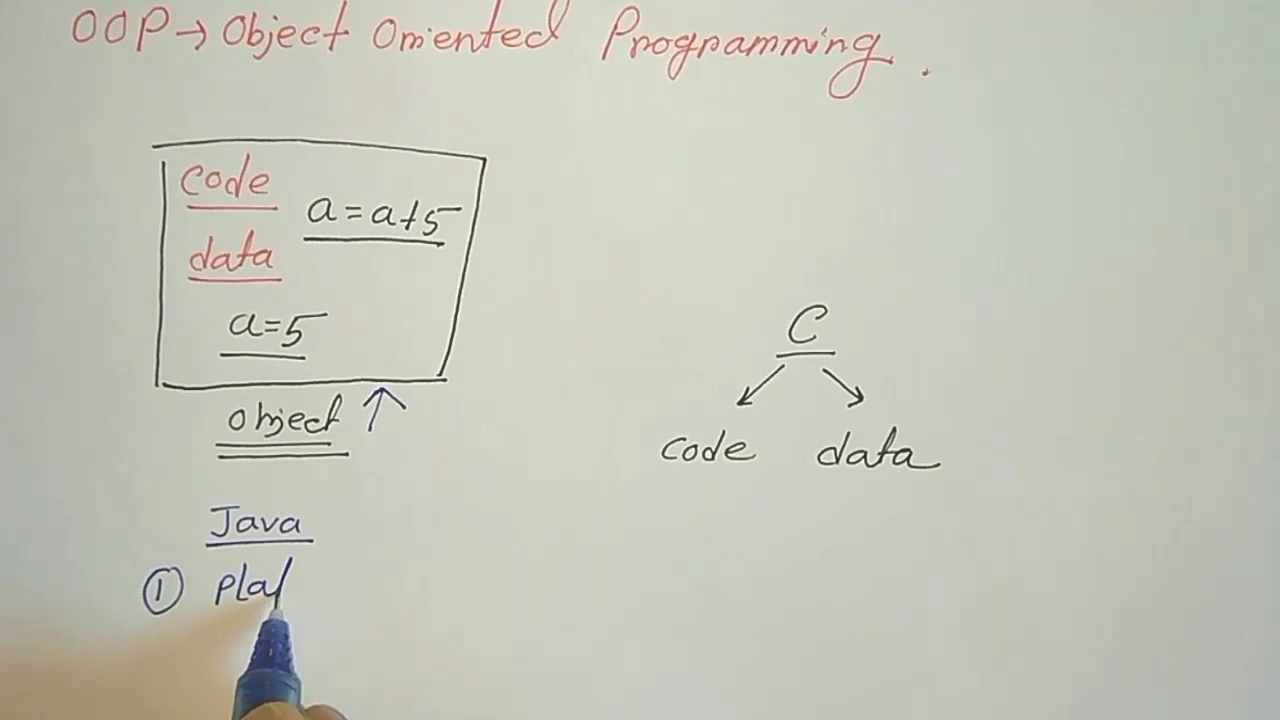 OOP → Object Oriented Programming.
code
a = a + 5
data
a = 5
object ↑
C
code data
Java
① Pla